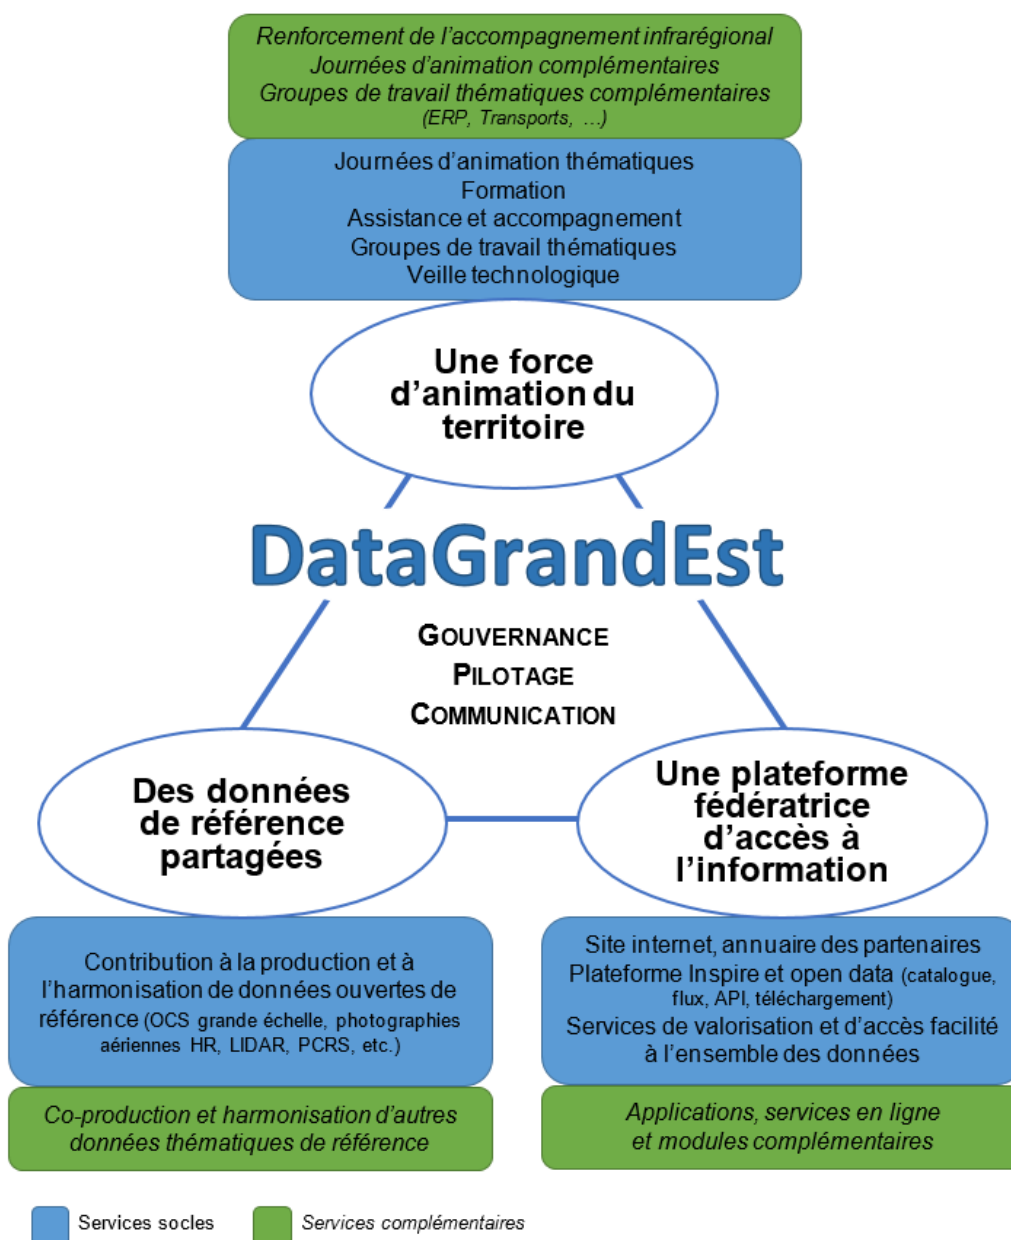 Renforcement de l'accompagnement infrarégional
Journées d'animation complémentaires
Groupes de travail thématiques complémentaires
(ERP, Transports, ...)
Journées d'animation thématiques
Formation
Assistance et accompagnement
Groupes de travail thématiques
Veille technologique
Une force
d'animation du
territoire
DataGrandEst
GOUVERNANCE
PILOTAGE
COMMUNICATION
Des données
de référence
partagées
Une plateforme
fédératrice
d'accès à
l'information
Contribution à la production et à
l'harmonisation de données ouvertes de
référence (OCS grande échelle, photographies
aériennes HR, LIDAR, PCRS, etc.)
Co-production et harmonisation d'autres
données thématiques de référence
Site internet, annuaire des partenaires
Plateforme Inspire et open data (catalogue,
flux, API, téléchargement)
Services de valorisation et d'accès facilité
à l'ensemble des données
Applications, services en ligne
et modules complémentaires
Services socles
Services complémentaires